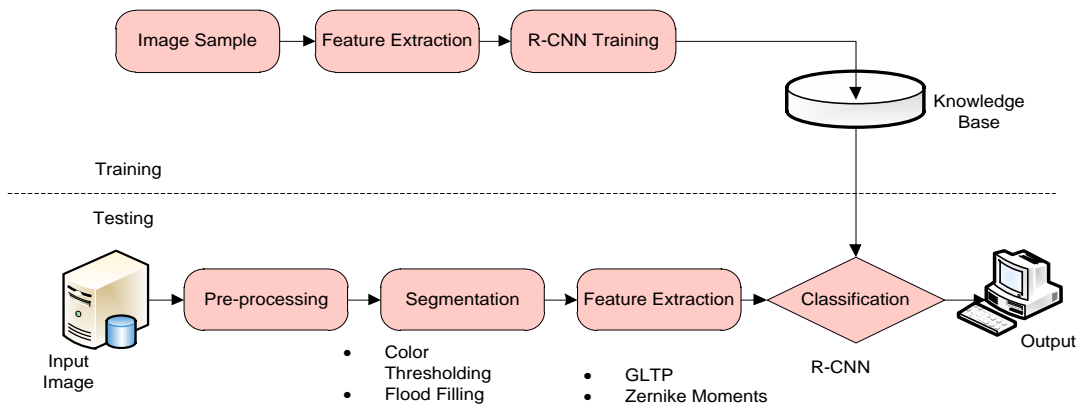 Image Sample
Feature Extraction
R-CNN Training
Knowledge
Base
Training
Testing
Input
Image
Pre-processing
Segmentation
• Color
Thresholding
• Flood Filling
Feature Extraction
• GLTP
• Zernike Moments
Classification
R-CNN
Output